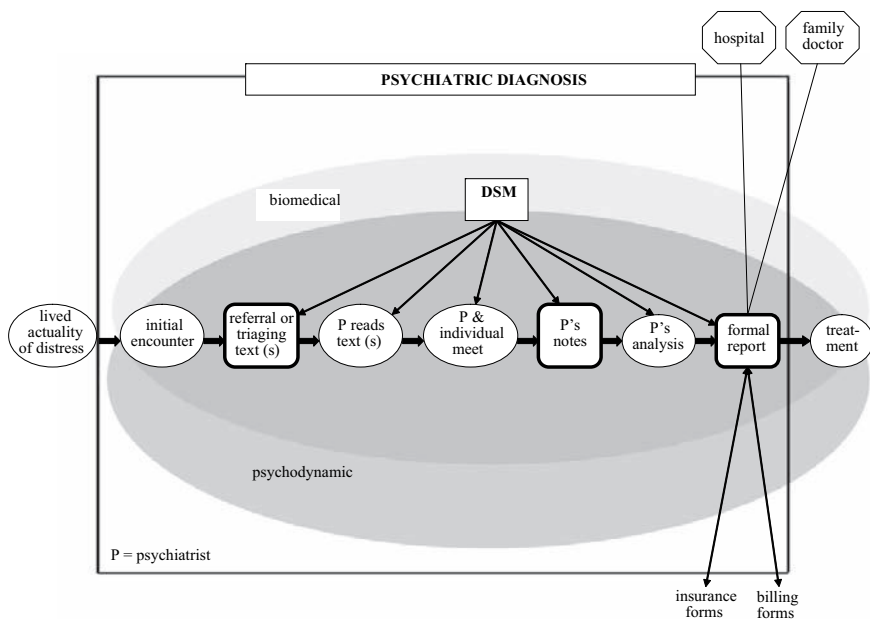 hospital
family
doctor
PSYCHIATRIC DIAGNOSIS
biomedical
DSM
lived
actuality
of distress
initial
encounter
referral or
triaging
text (s)
P reads
text (s)
P &
individual
meet
P's
notes
P's
analysis
formal
report
treat-
ment
psychodynamic
P = psychiatrist
insurance
forms
billing
forms